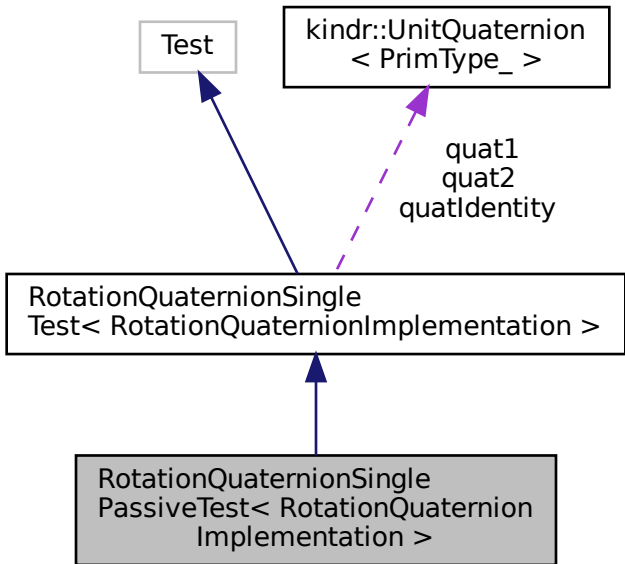 Test
kindr::UnitQuaternion
< PrimType_ >
quat1
quat2
quatIdentity
RotationQuaternionSingle
Test< RotationQuaternionImplementation >
RotationQuaternionSingle
PassiveTest< RotationQuaternion
Implementation >